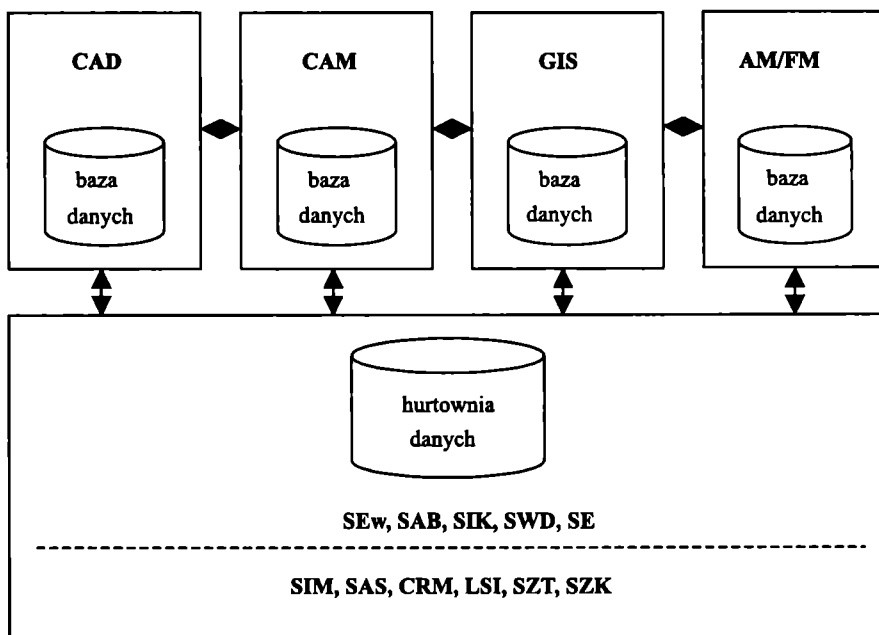 CAD
CAM
GIS
AM/FM
baza
danych
baza
danych
baza
danych
baza
danych
hurtownia
danych
SEw, SAB, SIK, SWD, SE
SIM, SAS, CRM, LSI, SZT, SZK